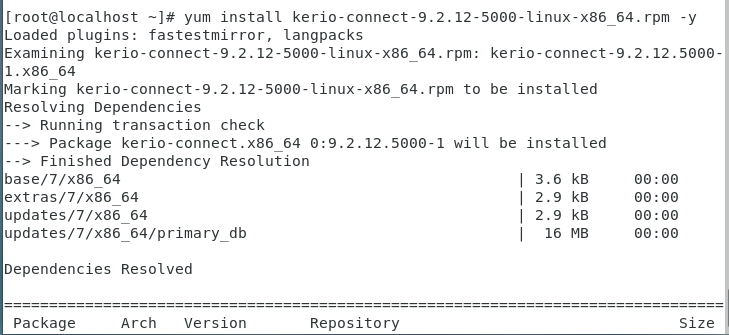 [root@localhost ~]# yum install kerio-connect-9.2.12-5000-linux-x86_64.rpm -y
Loaded plugins: fastestmirror, langpacks
Examining kerio-connect-9.2.12-5000-linux-x86_64.rpm: kerio-connect-9.2.12.5000-
1.x86_64
Marking kerio-connect-9.2.12-5000-linux-x86_64.rpm to be installed
Resolving Dependencies
--> Running transaction check
---> Package kerio-connect.x86_64 0:9.2.12.5000-1 will be installed
--> Finished Dependency Resolution
base/7/x86_64                                            | 3.6 kB     00:00
extras/7/x86_64                                          | 2.9 kB     00:00
updates/7/x86_64                                         | 2.9 kB     00:00
updates/7/x86_64/primary_db                              |  16 MB     00:00
Dependencies Resolved
================================================================================
 Package     Arch   Version       Repository                               Size